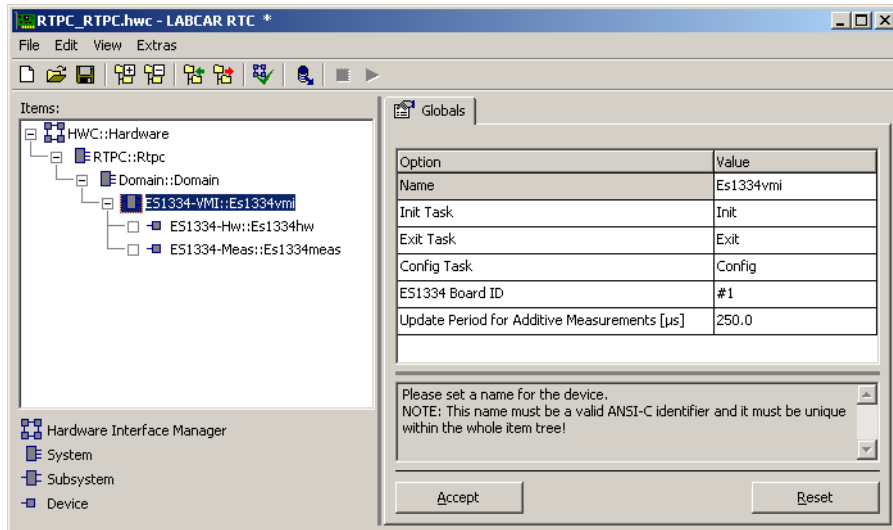 RTPC_RTPC.hwc - LABCAR RTC *
File Edit View Extras
Items:
HWC::Hardware
RTPC::Rtpc
Domain::Domain
ES1334-VMI::Es1334vmi
ES1334-Hw::Es1334hw
ES1334-Meas::Es1334meas
Hardware Interface Manager
System
Subsystem
Device
Globals
Option Value
Name Es1334vmi
Init Task Init
Exit Task Exit
Config Task Config
ES1334 Board ID #1
Update Period for Additive Measurements [µs] 250.0
Please set a name for the device.
NOTE: This name must be a valid ANSI-C identifier and it must be unique
within the whole item tree!
Accept Reset